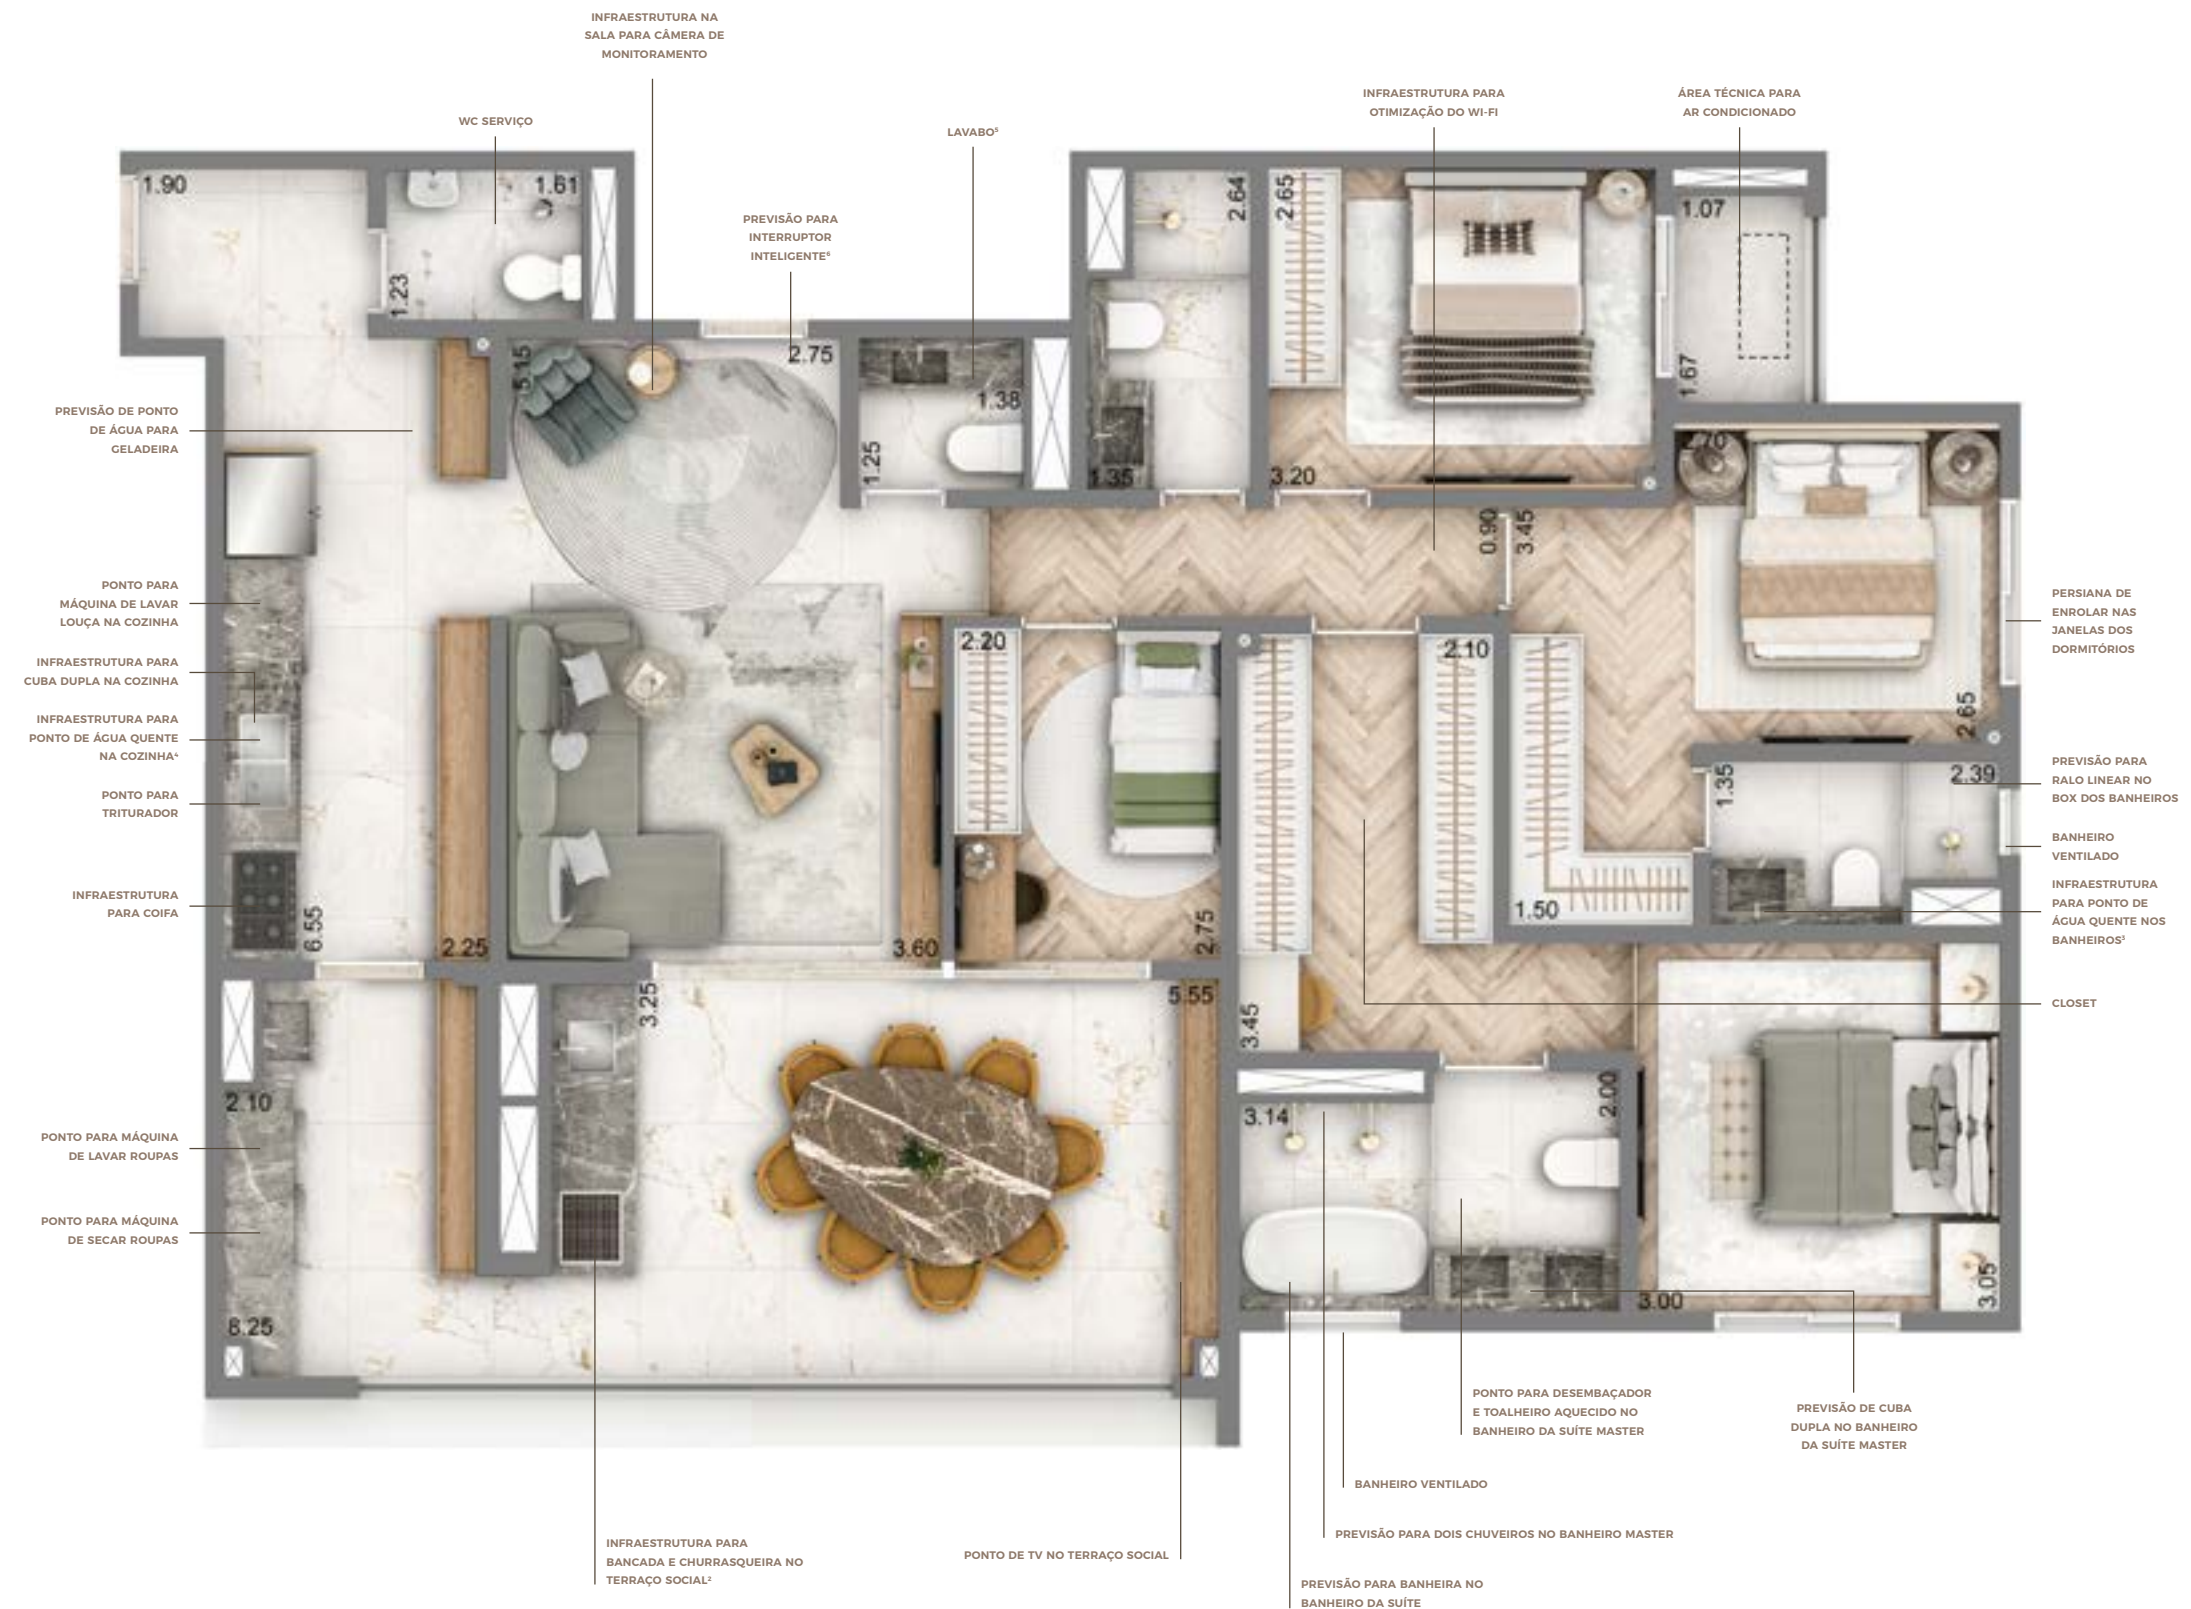 INFRAESTRUTURA NA
SALA PARA CÂMERA DE
MONITORAMENTO
WC SERVIÇO
LAVABO⁵
INFRAESTRUTURA PARA
OTIMIZAÇÃO DO WI-FI
ÁREA TÉCNICA PARA
AR CONDICIONADO
PREVISÃO PARA
INTERRUPTOR
INTELIGENTE⁶
1.90
1.61
1.23
2.64
2.65
1.07
1.67
5.15
2.75
1.38
1.25
1.35
3.20
2.70
0.90
3.45
PREVISÃO DE PONTO
DE ÁGUA PARA
GELADEIRA
PONTO PARA
MÁQUINA DE LAVAR
LOUÇA NA COZINHA
INFRAESTRUTURA PARA
CUBA DUPLA NA COZINHA
INFRAESTRUTURA PARA
PONTO DE ÁGUA QUENTE
NA COZINHA⁴
PONTO PARA
TRITURADOR
INFRAESTRUTURA
PARA COIFA
6.55
2.25
3.60
2.20
2.75
2.10
2.65
1.35
2.39
1.50
PERSIANA DE
ENROLAR NAS
JANELAS DOS
DORMITÓRIOS
PREVISÃO PARA
RALO LINEAR NO
BOX DOS BANHEIROS
BANHEIRO
VENTILADO
INFRAESTRUTURA
PARA PONTO DE
ÁGUA QUENTE NOS
BANHEIROS³
CLOSET
3.25
5.55
3.45
2.10
3.14
2.00
3.00
3.05
8.25
PONTO PARA MÁQUINA
DE LAVAR ROUPAS
PONTO PARA MÁQUINA
DE SECAR ROUPAS
PONTO PARA DESEMBAÇADOR
E TOALHEIRO AQUECIDO NO
BANHEIRO DA SUÍTE MASTER
PREVISÃO DE CUBA
DUPLA NO BANHEIRO
DA SUÍTE MASTER
BANHEIRO VENTILADO
PREVISÃO PARA DOIS CHUVEIROS NO BANHEIRO MASTER
INFRAESTRUTURA PARA
BANCADA E CHURRASQUEIRA NO
TERRAÇO SOCIAL²
PONTO DE TV NO TERRAÇO SOCIAL
PREVISÃO PARA BANHEIRA NO
BANHEIRO DA SUÍTE